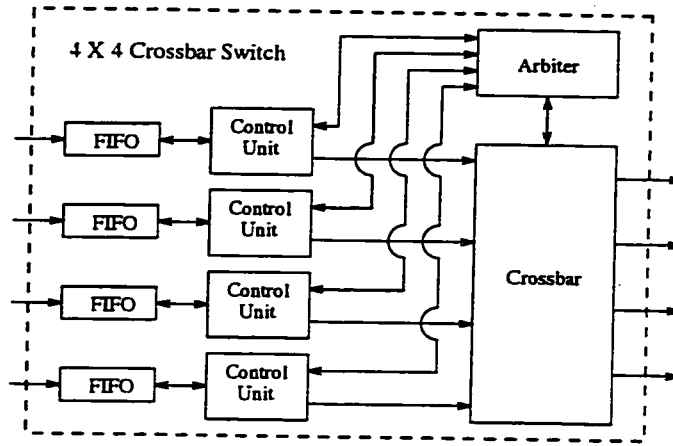 4 X 4 Crossbar Switch
Arbiter
FIFO
Control
Unit
FIFO
Control
Unit
Crossbar
FIFO
Control
Unit
FIFO
Control
Unit